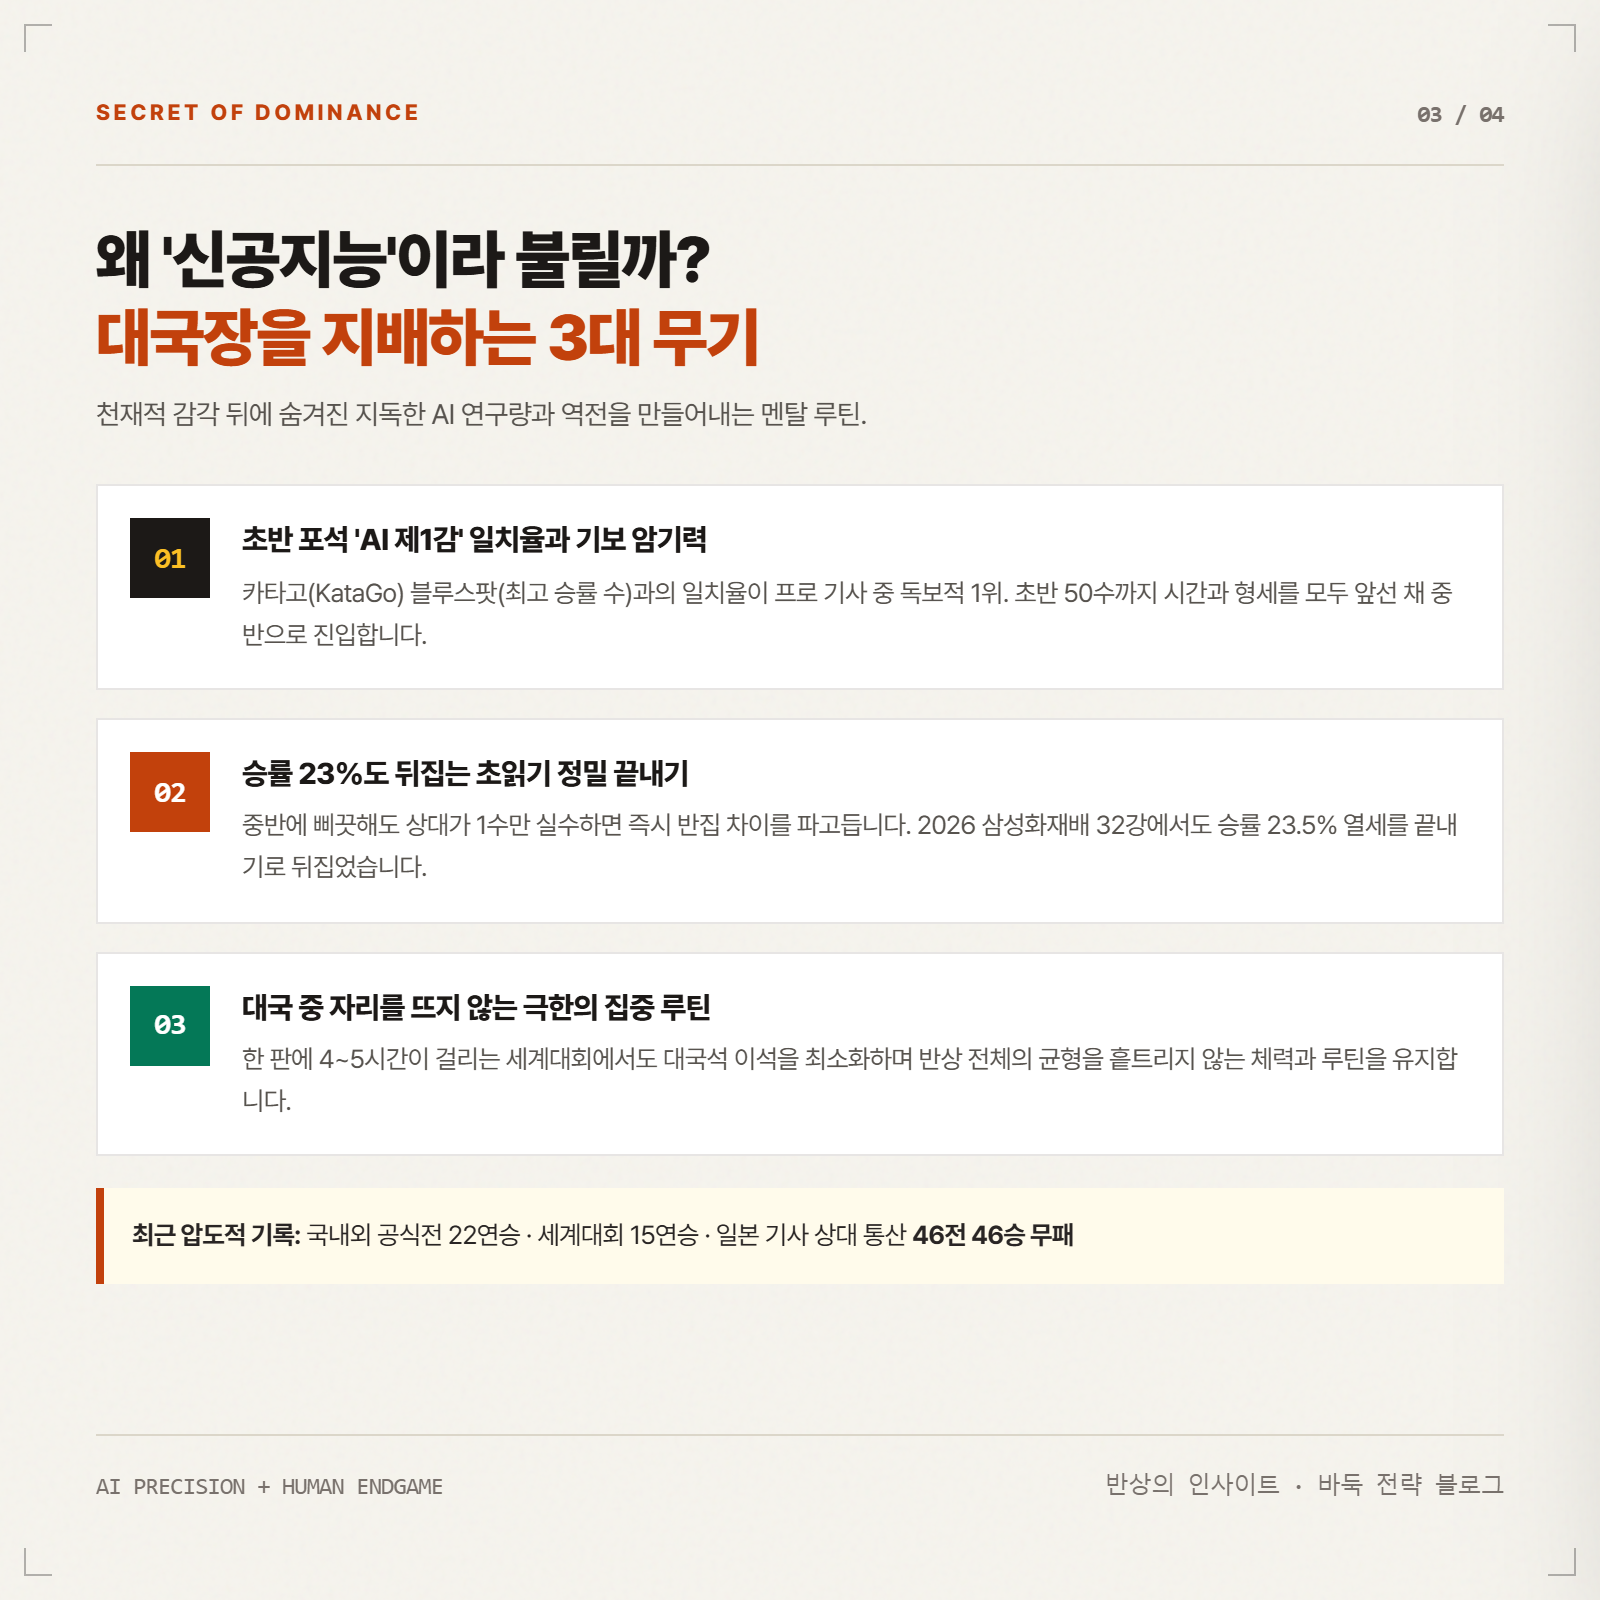 SECRET OF DOMINANCE
03 / 04
왜 '신공지능'이라 불릴까?
대국장을 지배하는 3대 무기
천재적 감각 뒤에 숨겨진 지독한 AI 연구량과 역전을 만들어내는 멘탈 루틴.
01
초반 포석 'AI 제1감' 일치율과 기보 암기력
카타고(KataGo) 블루스팟(최고 승률 수)과의 일치율이 프로 기사 중 독보적 1위. 초반 50수까지 시간과 형세를 모두 앞선 채 중
반으로 진입합니다.
02
승률 23%도 뒤집는 초읽기 정밀 끝내기
중반에 삐끗해도 상대가 1수만 실수하면 즉시 반집 차이를 파고듭니다. 2026 삼성화재배 32강에서도 승률 23.5% 열세를 끝내
기로 뒤집었습니다.
03
대국 중 자리를 뜨지 않는 극한의 집중 루틴
한 판에 4~5시간이 걸리는 세계대회에서도 대국석 이석을 최소화하며 반상 전체의 균형을 흩트리지 않는 체력과 루틴을 유지합
니다.
최근 압도적 기록: 국내외 공식전 22연승 · 세계대회 15연승 · 일본 기사 상대 통산 46전 46승 무패
AI PRECISION + HUMAN ENDGAME
반상의 인사이트 · 바둑 전략 블로그